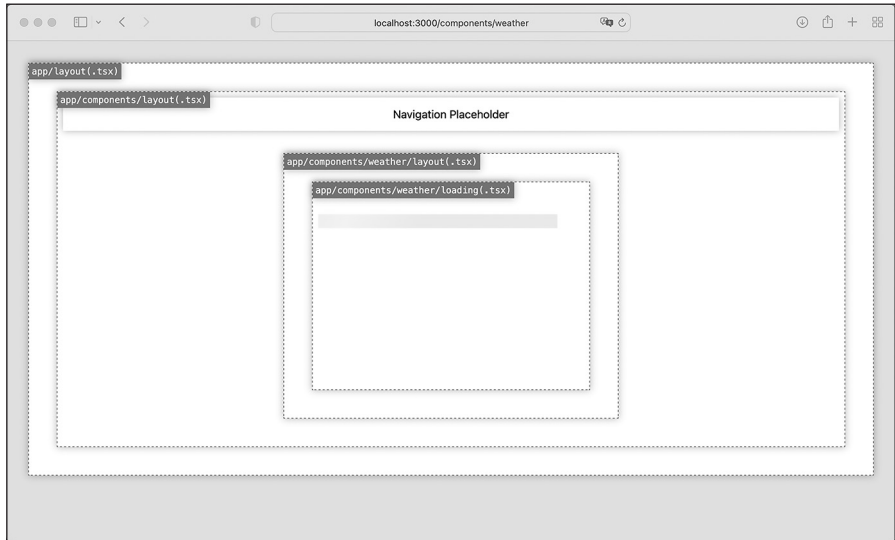 localhost:3000/components/weather
app/layout(.tsx)
app/components/layout(.tsx)
Navigation Placeholder
app/components/weather/layout(.tsx)
app/components/weather/loading(.tsx)